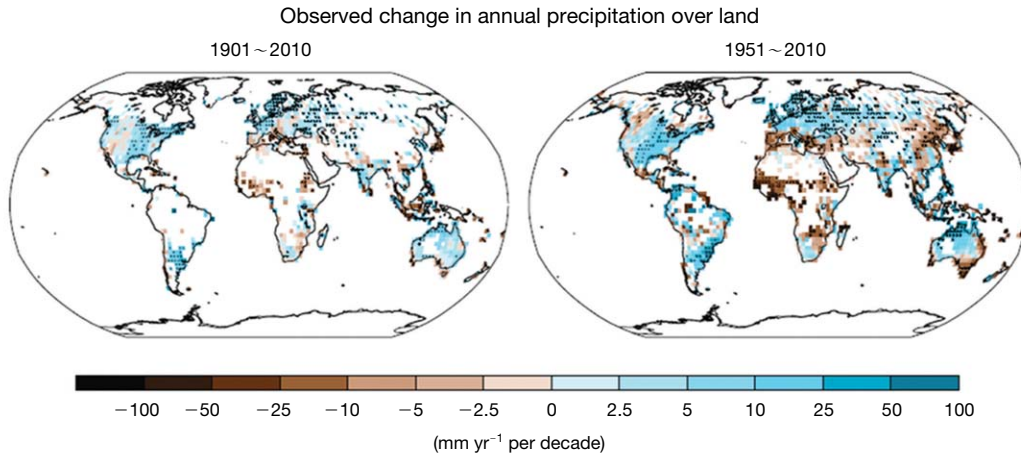 Observed change in annual precipitation over land
1901~2010
1951~2010
−100 −50 −25 −10 −5 −2.5 0 2.5 5 10 25 50 100
(mm yr⁻¹ per decade)